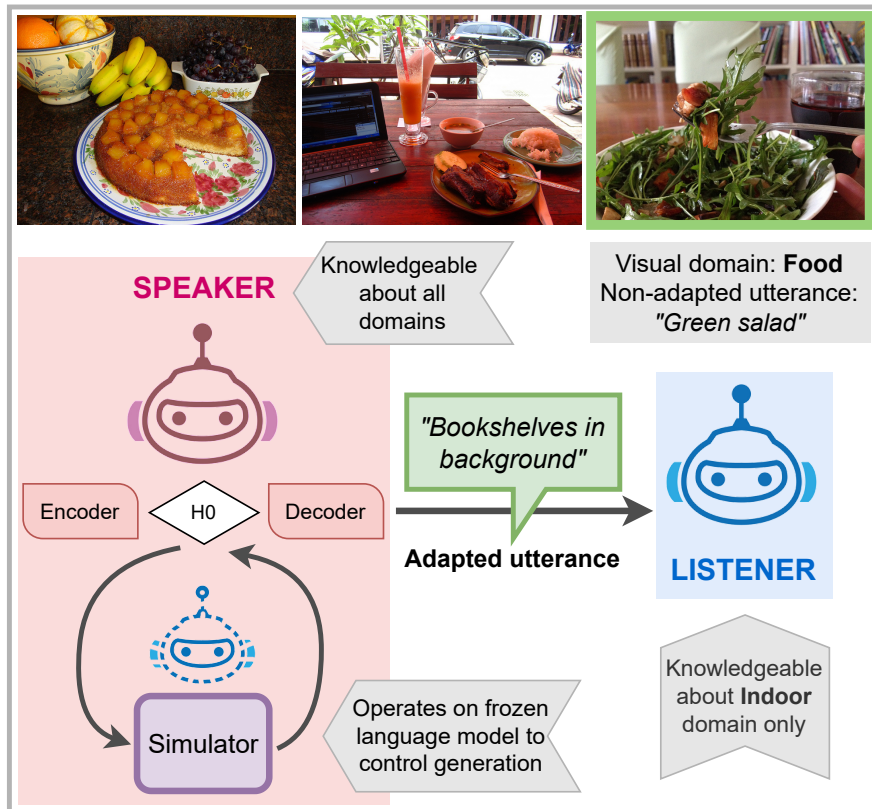 SPEAKER
Knowledgeable
about all
domains
Visual domain: Food
Non-adapted utterance:
"Green salad"
"Bookshelves in
background"
Encoder
H0
Decoder
Adapted utterance
LISTENER
Simulator
Operates on frozen
language model to
control generation
Knowledgeable
about Indoor
domain only